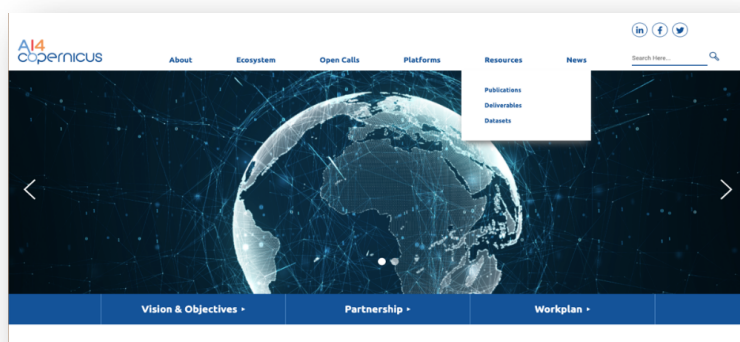 AI4
copernicus
About Ecosystem Open Calls Platforms Resources News Search Here...
Publications
Deliverables
Datasets
Vision & Objectives ▸ Partnership ▸ Workplan ▸